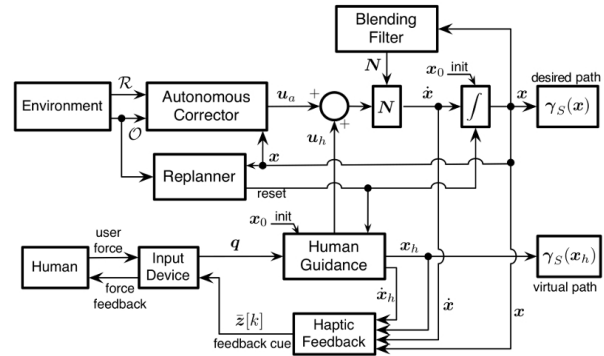 Blending
Filter
N
x₀ init
ẋ
x
desired path
γ_S(x)
Environment
R
O
Autonomous
Corrector
u_a
+
+
N
∫
u_h
x
Replanner
reset
x₀ init
Human
user
force
force
feedback
Input
Device
q
Human
Guidance
x_h
γ_S(x_h)
virtual path
ẋ_h
z̄[k]
feedback cue
Haptic
Feedback
ẋ
x